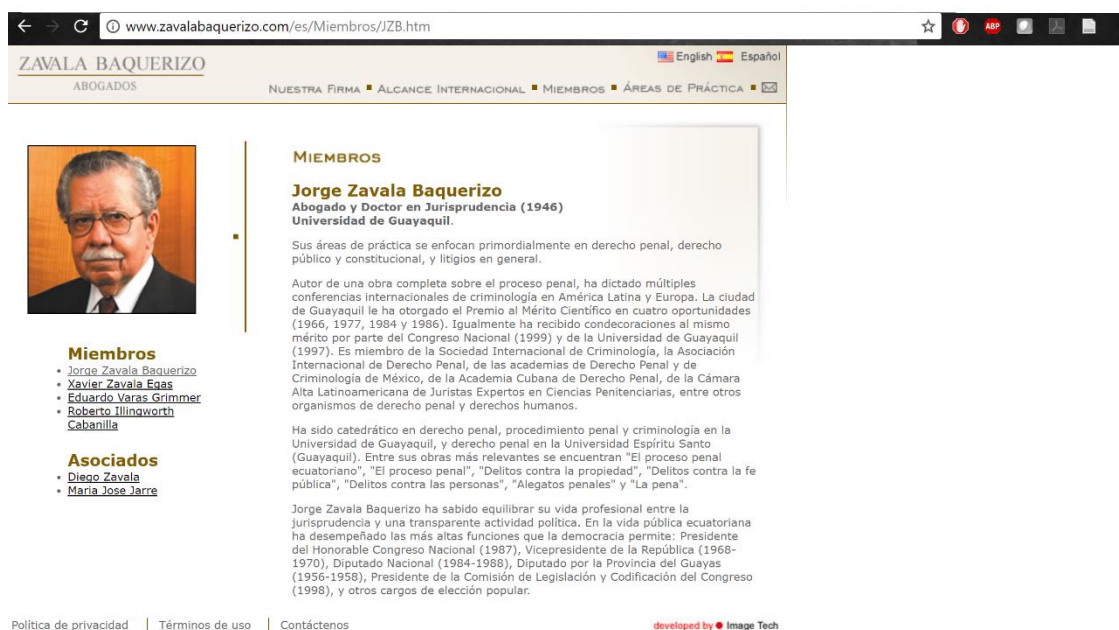 www.zavalabaquerizo.com/es/Miembros/JZB.htm
ABP
ZAVALA BAQUERIZO
ABOGADOS
English Español
NUESTRA FIRMA ALCANCE INTERNACIONAL MIEMBROS ÁREAS DE PRÁCTICA
MIEMBROS
Jorge Zavala Baquerizo
Abogado y Doctor en Jurisprudencia (1946)
Universidad de Guayaquil.
Sus áreas de práctica se enfocan primordialmente en derecho penal, derecho
público y constitucional, y litigios en general.
Autor de una obra completa sobre el proceso penal, ha dictado múltiples
conferencias internacionales de criminología en América Latina y Europa. La ciudad
de Guayaquil le ha otorgado el Premio al Mérito Científico en cuatro oportunidades
(1966, 1977, 1984 y 1986). Igualmente ha recibido condecoraciones al mismo
mérito por parte del Congreso Nacional (1999) y de la Universidad de Guayaquil
(1997). Es miembro de la Sociedad Internacional de Criminología, la Asociación
Internacional de Derecho Penal, de las academias de Derecho Penal y de
Criminología de México, de la Academia Cubana de Derecho Penal, de la Cámara
Alta Latinoamericana de Juristas Expertos en Ciencias Penitenciarias, entre otros
organismos de derecho penal y derechos humanos.
Ha sido catedrático en derecho penal, procedimiento penal y criminología en la
Universidad de Guayaquil, y derecho penal en la Universidad Espíritu Santo
(Guayaquil). Entre sus obras más relevantes se encuentran "El proceso penal
ecuatoriano", "El proceso penal", "Delitos contra la propiedad", "Delitos contra la fe
pública", "Delitos contra las personas", "Alegatos penales" y "La pena".
Jorge Zavala Baquerizo ha sabido equilibrar su vida profesional entre la
jurisprudencia y una transparente actividad política. En la vida pública ecuatoriana
ha desempeñado las más altas funciones que la democracia permite: Presidente
del Honorable Congreso Nacional (1987), Vicepresidente de la República (1968-
1970), Diputado Nacional (1984-1988), Diputado por la Provincia del Guayas
(1956-1958), Presidente de la Comisión de Legislación y Codificación del Congreso
(1998), y otros cargos de elección popular.
Miembros
Jorge Zavala Baquerizo
Xavier Zavala Egas
Eduardo Varas Grimmer
Roberto Illingworth
Cabanilla
Asociados
Diego Zavala
Maria Jose Jarre
Política de privacidad | Términos de uso | Contáctenos
developed by Image Tech